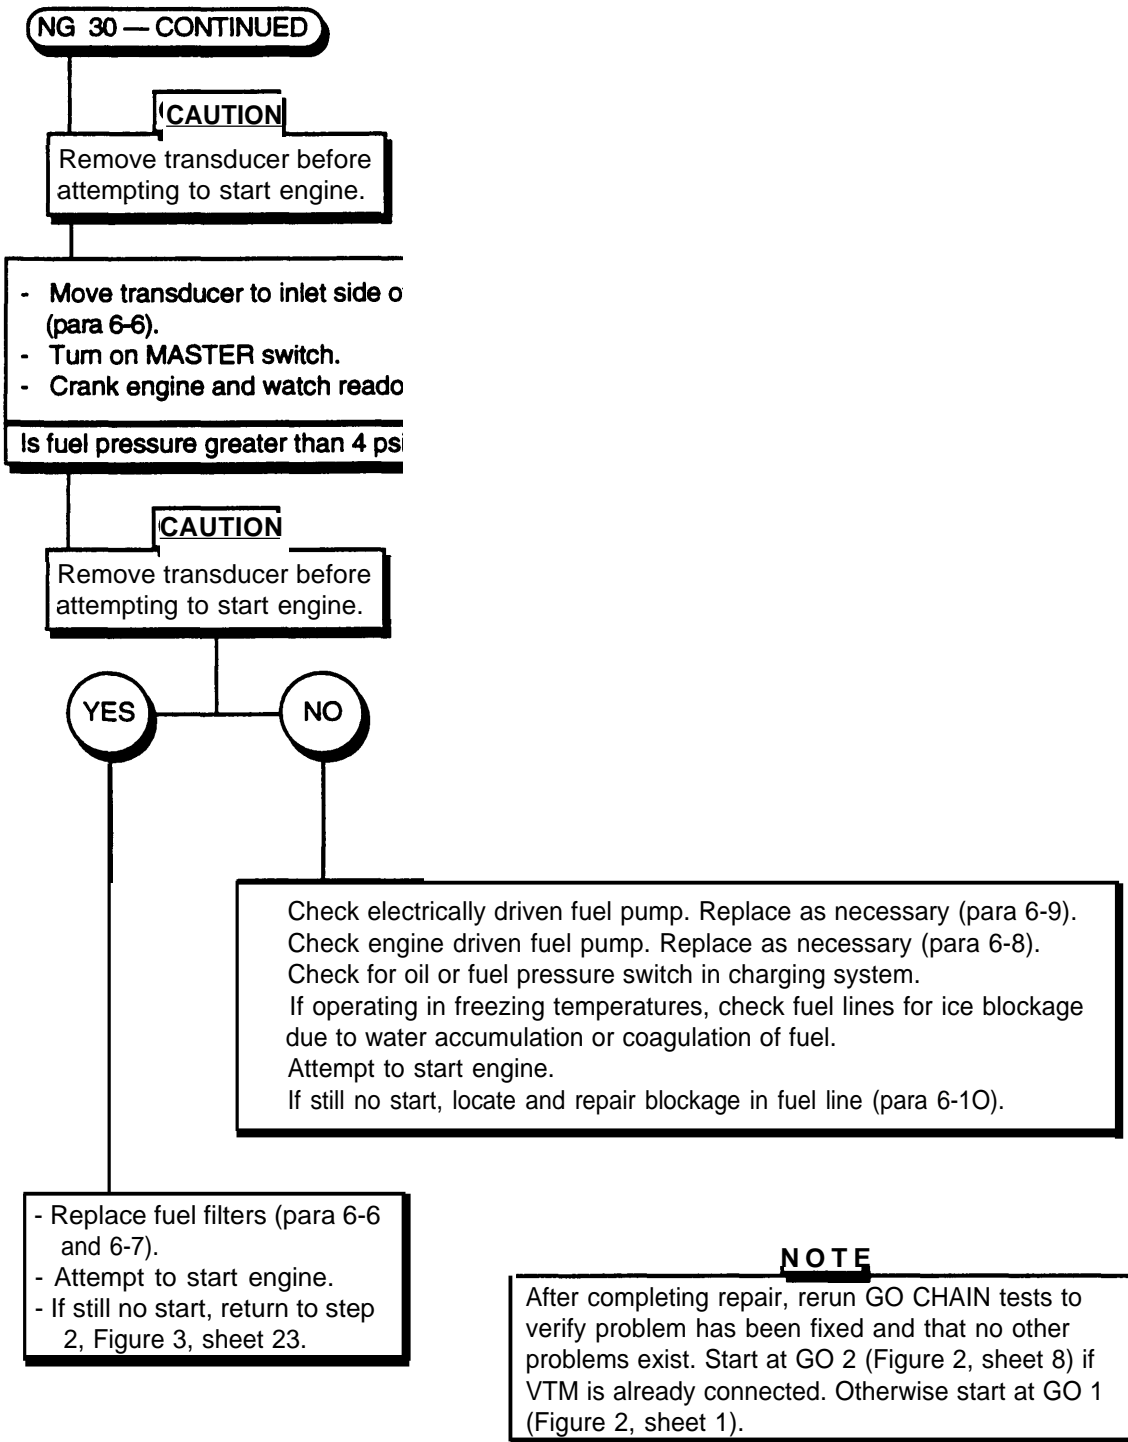 NG 30 — CONTINUED
CAUTION
Remove transducer before
attempting to start engine.
- Move transducer to inlet side o
(para 6-6).
- Turn on MASTER switch.
- Crank engine and watch reado
Is fuel pressure greater than 4 psi
CAUTION
Remove transducer before
attempting to start engine.
YES
NO
Check electrically driven fuel pump. Replace as necessary (para 6-9).
Check engine driven fuel pump. Replace as necessary (para 6-8).
Check for oil or fuel pressure switch in charging system.
If operating in freezing temperatures, check fuel lines for ice blockage
due to water accumulation or coagulation of fuel.
Attempt to start engine.
If still no start, locate and repair blockage in fuel line (para 6-1O).
- Replace fuel filters (para 6-6
and 6-7).
- Attempt to start engine.
- If still no start, return to step
2, Figure 3, sheet 23.
NOTE
After completing repair, rerun GO CHAIN tests to
verify problem has been fixed and that no other
problems exist. Start at GO 2 (Figure 2, sheet 8) if
VTM is already connected. Otherwise start at GO 1
(Figure 2, sheet 1).